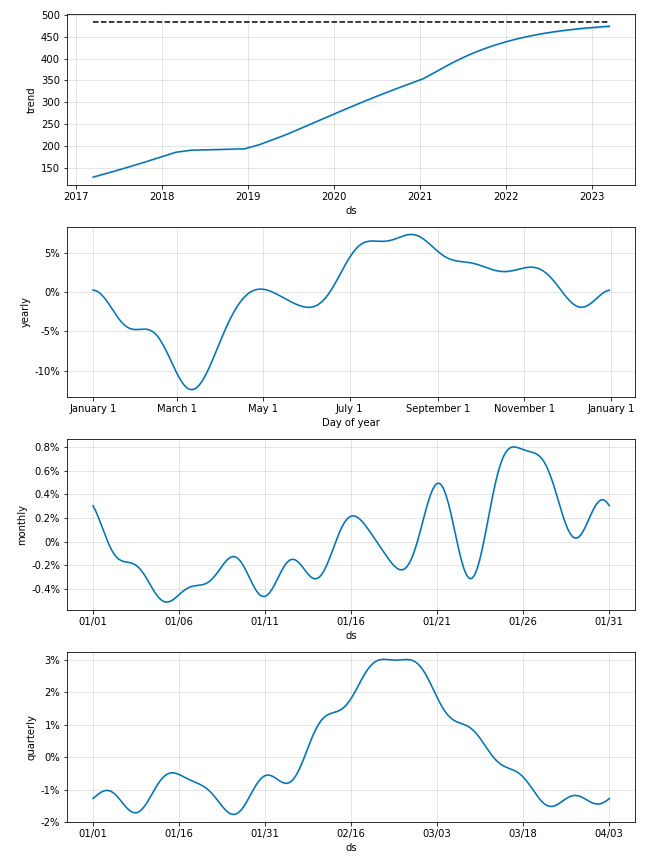 500
450
400
350
300
250
200
150
trend
2017 2018 2019 2020 2021 2022 2023
ds
5%
0%
-5%
-10%
yearly
January 1 March 1 May 1 July 1 September 1 November 1 January 1
Day of year
0.8%
0.6%
0.4%
0.2%
0%
-0.2%
-0.4%
monthly
01/01 01/06 01/11 01/16 01/21 01/26 01/31
ds
3%
2%
1%
0%
-1%
-2%
quarterly
01/01 01/16 01/31 02/16 03/03 03/18 04/03
ds